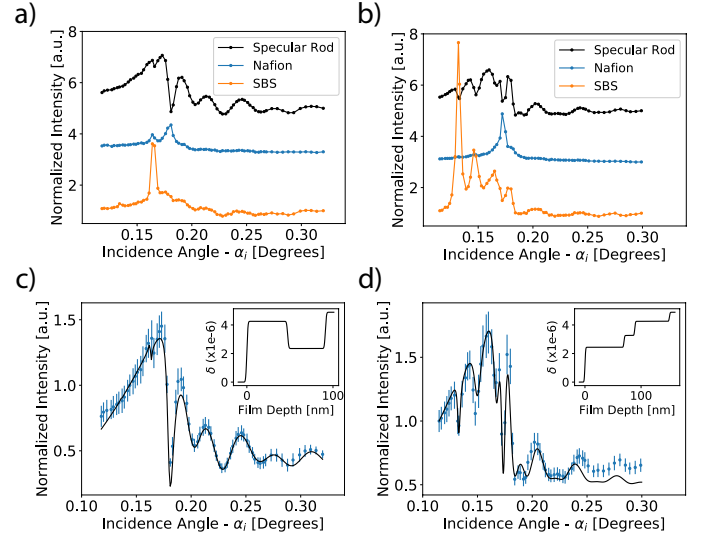 a)
8
6
4
2
Normalized Intensity [a.u.]
Specular Rod
Nafion
SBS
0.15
0.20
0.25
0.30
Incidence Angle - αi [Degrees]
b)
8
6
4
2
Normalized Intensity [a.u.]
Specular Rod
Nafion
SBS
0.15
0.20
0.25
0.30
Incidence Angle - αi [Degrees]
c)
1.5
1.0
0.5
Normalized Intensity [a.u.]
4
2
0
δ (x1e-6)
0
100
Film Depth [nm]
0.10
0.15
0.20
0.25
0.30
Incidence Angle - αi [Degrees]
d)
1.5
1.0
0.5
Normalized Intensity [a.u.]
4
2
0
δ (x1e-6)
0
100
Film Depth [nm]
0.10
0.15
0.20
0.25
0.30
Incidence Angle - αi [Degrees]